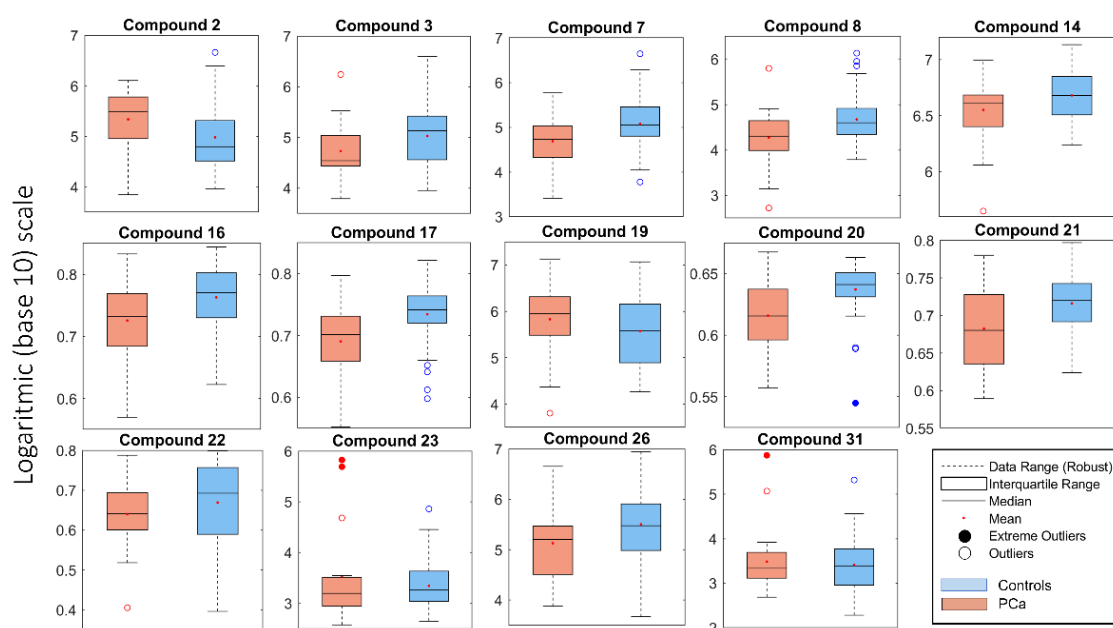 Logaritmic (base 10) scale
Compound 2
7
6
5
4
Compound 3
7
6
5
4
Compound 7
7
6
5
4
3
Compound 8
8
7
6
5
4
3
Compound 14
7
6.5
6
Compound 16
0.8
0.7
0.6
Compound 17
0.8
0.7
0.6
Compound 19
7
6
5
4
Compound 20
0.65
0.6
0.55
Compound 21
0.8
0.75
0.7
0.65
0.6
0.55
Compound 22
0.8
0.7
0.6
0.5
0.4
Compound 23
6
5
4
3
Compound 26
7
6
5
4
Compound 31
6
5
4
3
2
Data Range (Robust)
Interquartile Range
Median
Mean
Extreme Outliers
Outliers
Controls
PCa